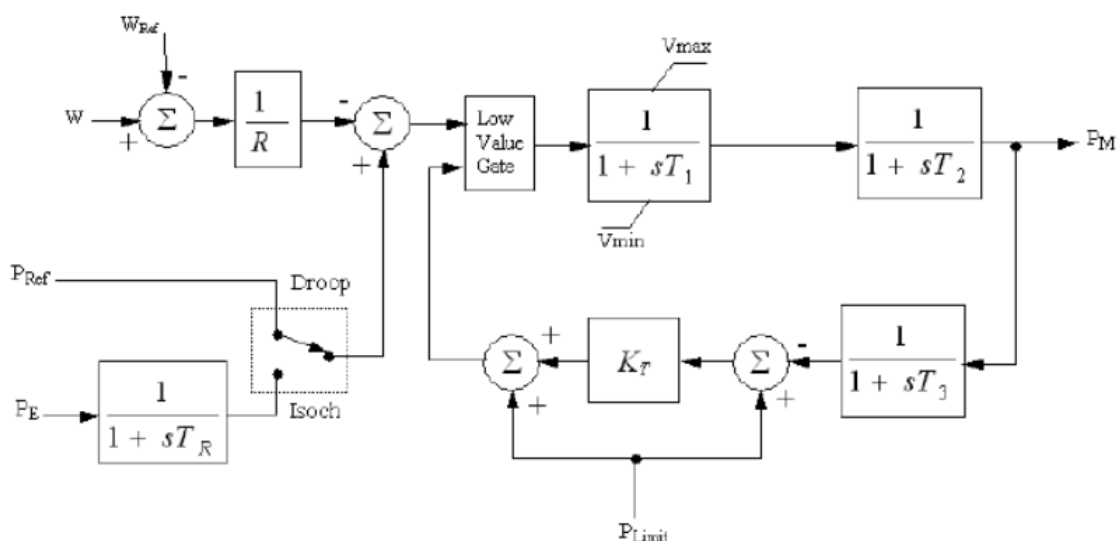 W_Ref
-
W
+
Σ
1
R
-
Σ
+
Low
Value
Gate
Vmax
1
1 + sT_1
Vmin
1
1 + sT_2
P_M
P_Ref
Droop
P_E
1
1 + sT_R
Isoch
Σ
+
+
K_T
Σ
-
+
1
1 + sT_3
P_Limit